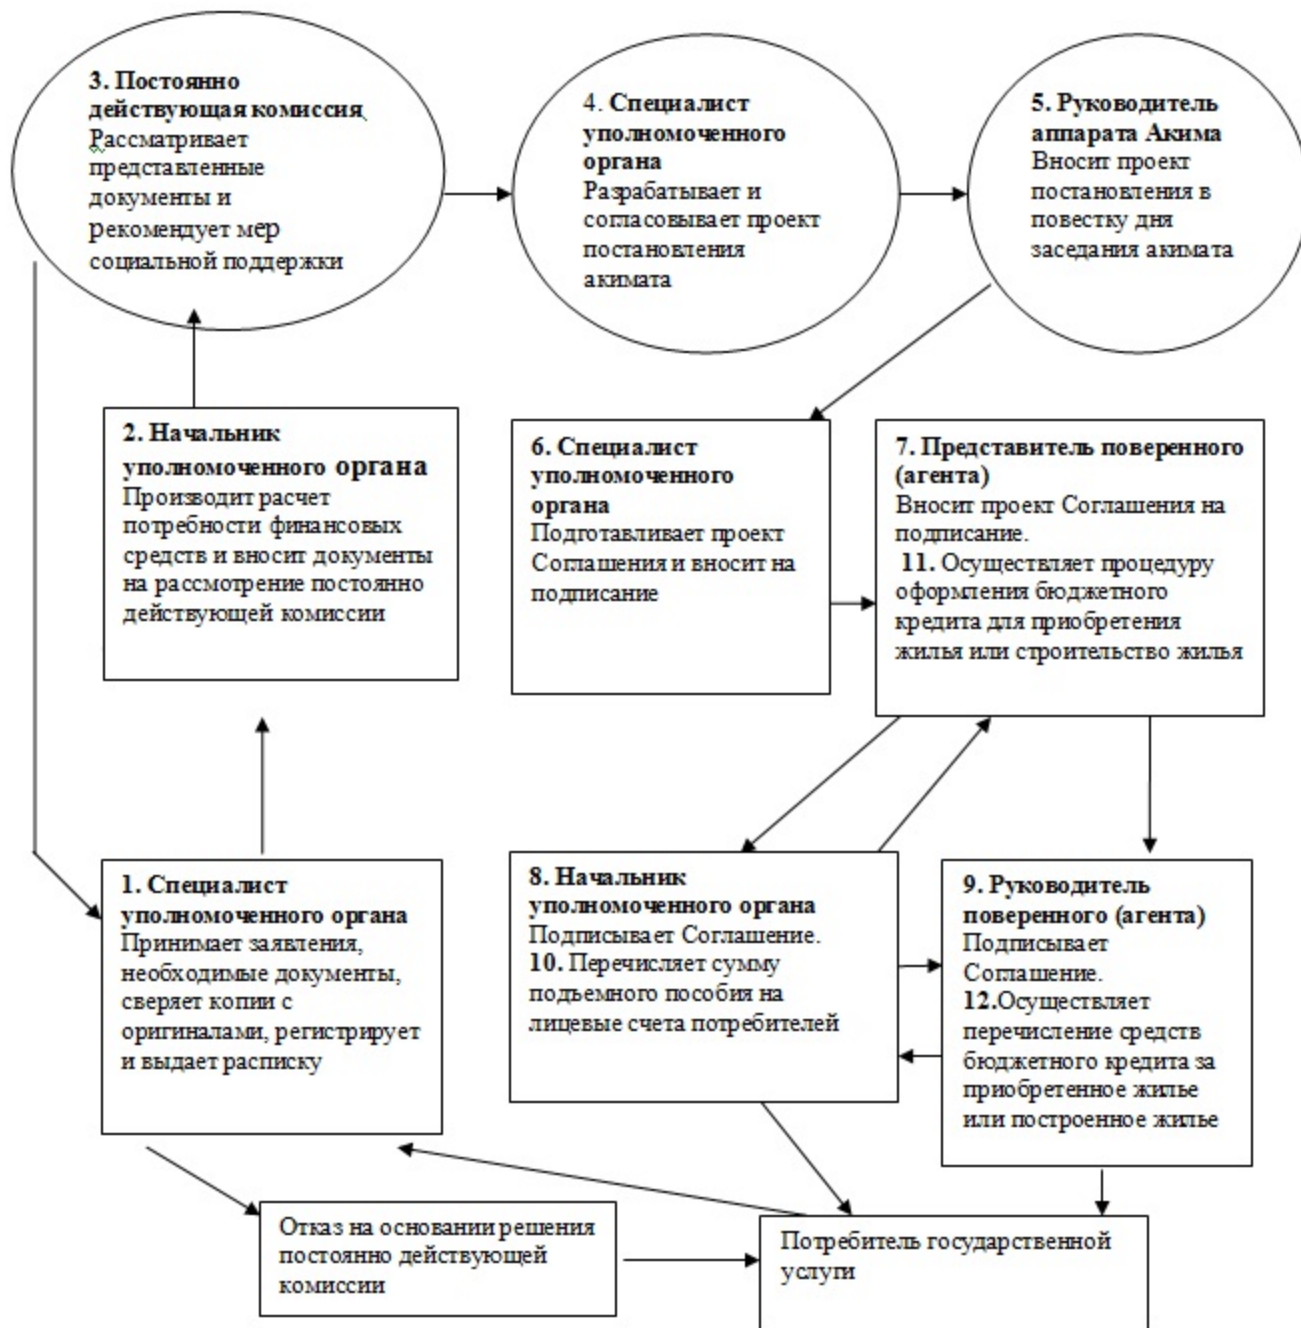 3. Постоянно
действующая комиссия
Рассматривает
представленные
документы и
рекомендует мер
социальной поддержки
4. Специалист
уполномоченного
органа
Разрабатывает и
согласовывает проект
постановления
акимата
5. Руководитель
аппарата Акима
Вносит проект
постановления в
повестку дня
заседания акимата
2. Начальник
уполномоченного органа
Производит расчет
потребности финансовых
средств и вносит документы
на рассмотрение постоянно
действующей комиссии
6. Специалист
уполномоченного
органа
Подготавливает проект
Соглашения и вносит на
подписание
7. Представитель поверенного
(агента)
Вносит проект Соглашения на
подписание.
11. Осуществляет процедуру
оформления бюджетного
кредита для приобретения
жилья или строительство жилья
1. Специалист
уполномоченного органа
Принимает заявления,
необходимые документы,
сверяет копии с
оригиналами, регистрирует
и выдает расписку
8. Начальник
уполномоченного органа
Подписывает Соглашение.
10. Перечисляет сумму
подъемного пособия на
лицевые счета потребителей
9. Руководитель
поверенного (агента)
Подписывает
Соглашение.
12.Осуществляет
перечисление средств
бюджетного кредита за
приобретенное жилье
или построенное жилье
Отказ на основании решения
постоянно действующей
комиссии
Потребитель государственной
услуги